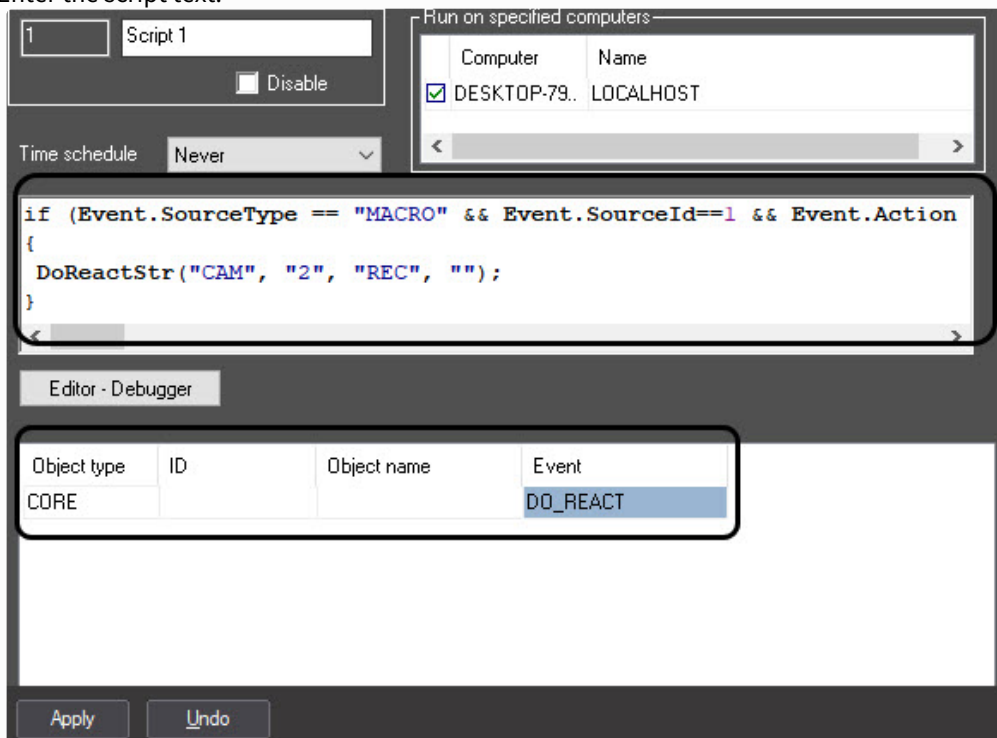 Enter the script text.
1 Script 1
Disable
Run on specified computers
Computer Name
DESKTOP-79.. LOCALHOST
Time schedule Never
if (Event.SourceType == "MACRO" && Event.SourceId==1 && Event.Action
{
DoReactStr("CAM", "2", "REC", "");
}
Editor - Debugger
Object type ID Object name Event
CORE DO_REACT
Apply Undo